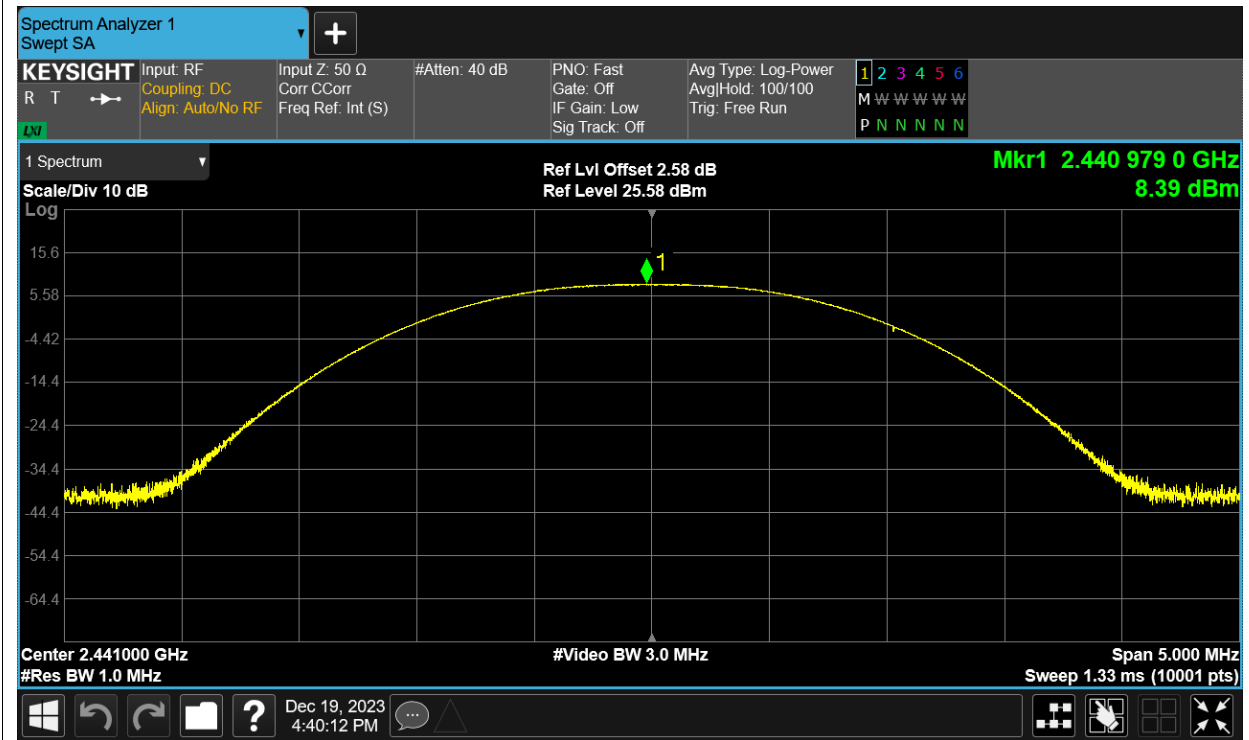 Spectrum Analyzer 1
Swept SA
+
KEYSIGHT
R T
LXI
Input: RF
Coupling: DC
Align: Auto/No RF
Input Z: 50 Ω
Corr CCorr
Freq Ref: Int (S)
#Atten: 40 dB
PNO: Fast
Gate: Off
IF Gain: Low
Sig Track: Off
Avg Type: Log-Power
Avg|Hold: 100/100
Trig: Free Run
1 2 3 4 5 6
M W W W W W
P N N N N N
1 Spectrum
Scale/Div 10 dB
Log
Ref Lvl Offset 2.58 dB
Ref Level 25.58 dBm
Mkr1 2.440 979 0 GHz
8.39 dBm
15.6
1
5.58
-4.42
-14.4
-24.4
-34.4
-44.4
-54.4
-64.4
Center 2.441000 GHz
#Res BW 1.0 MHz
#Video BW 3.0 MHz
Span 5.000 MHz
Sweep 1.33 ms (10001 pts)
?
Dec 19, 2023
4:40:12 PM